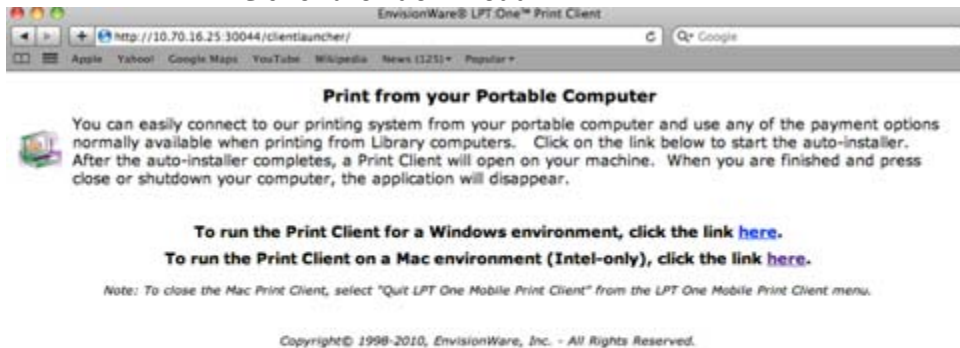 EnvisionWare® LPT:One™ Print Client
http://10.70.16.25:30044/clientlauncher/
Google
Apple Yahoo! Google Maps YouTube Wikipedia News (125) Popular
Print from your Portable Computer
You can easily connect to our printing system from your portable computer and use any of the payment options
normally available when printing from Library computers. Click on the link below to start the auto-installer.
After the auto-installer completes, a Print Client will open on your machine. When you are finished and press
close or shutdown your computer, the application will disappear.
To run the Print Client for a Windows environment, click the link here.
To run the Print Client on a Mac environment (Intel-only), click the link here.
Note: To close the Mac Print Client, select "Quit LPT One Mobile Print Client" from the LPT One Mobile Print Client menu.
Copyright© 1998-2010, EnvisionWare, Inc. - All Rights Reserved.